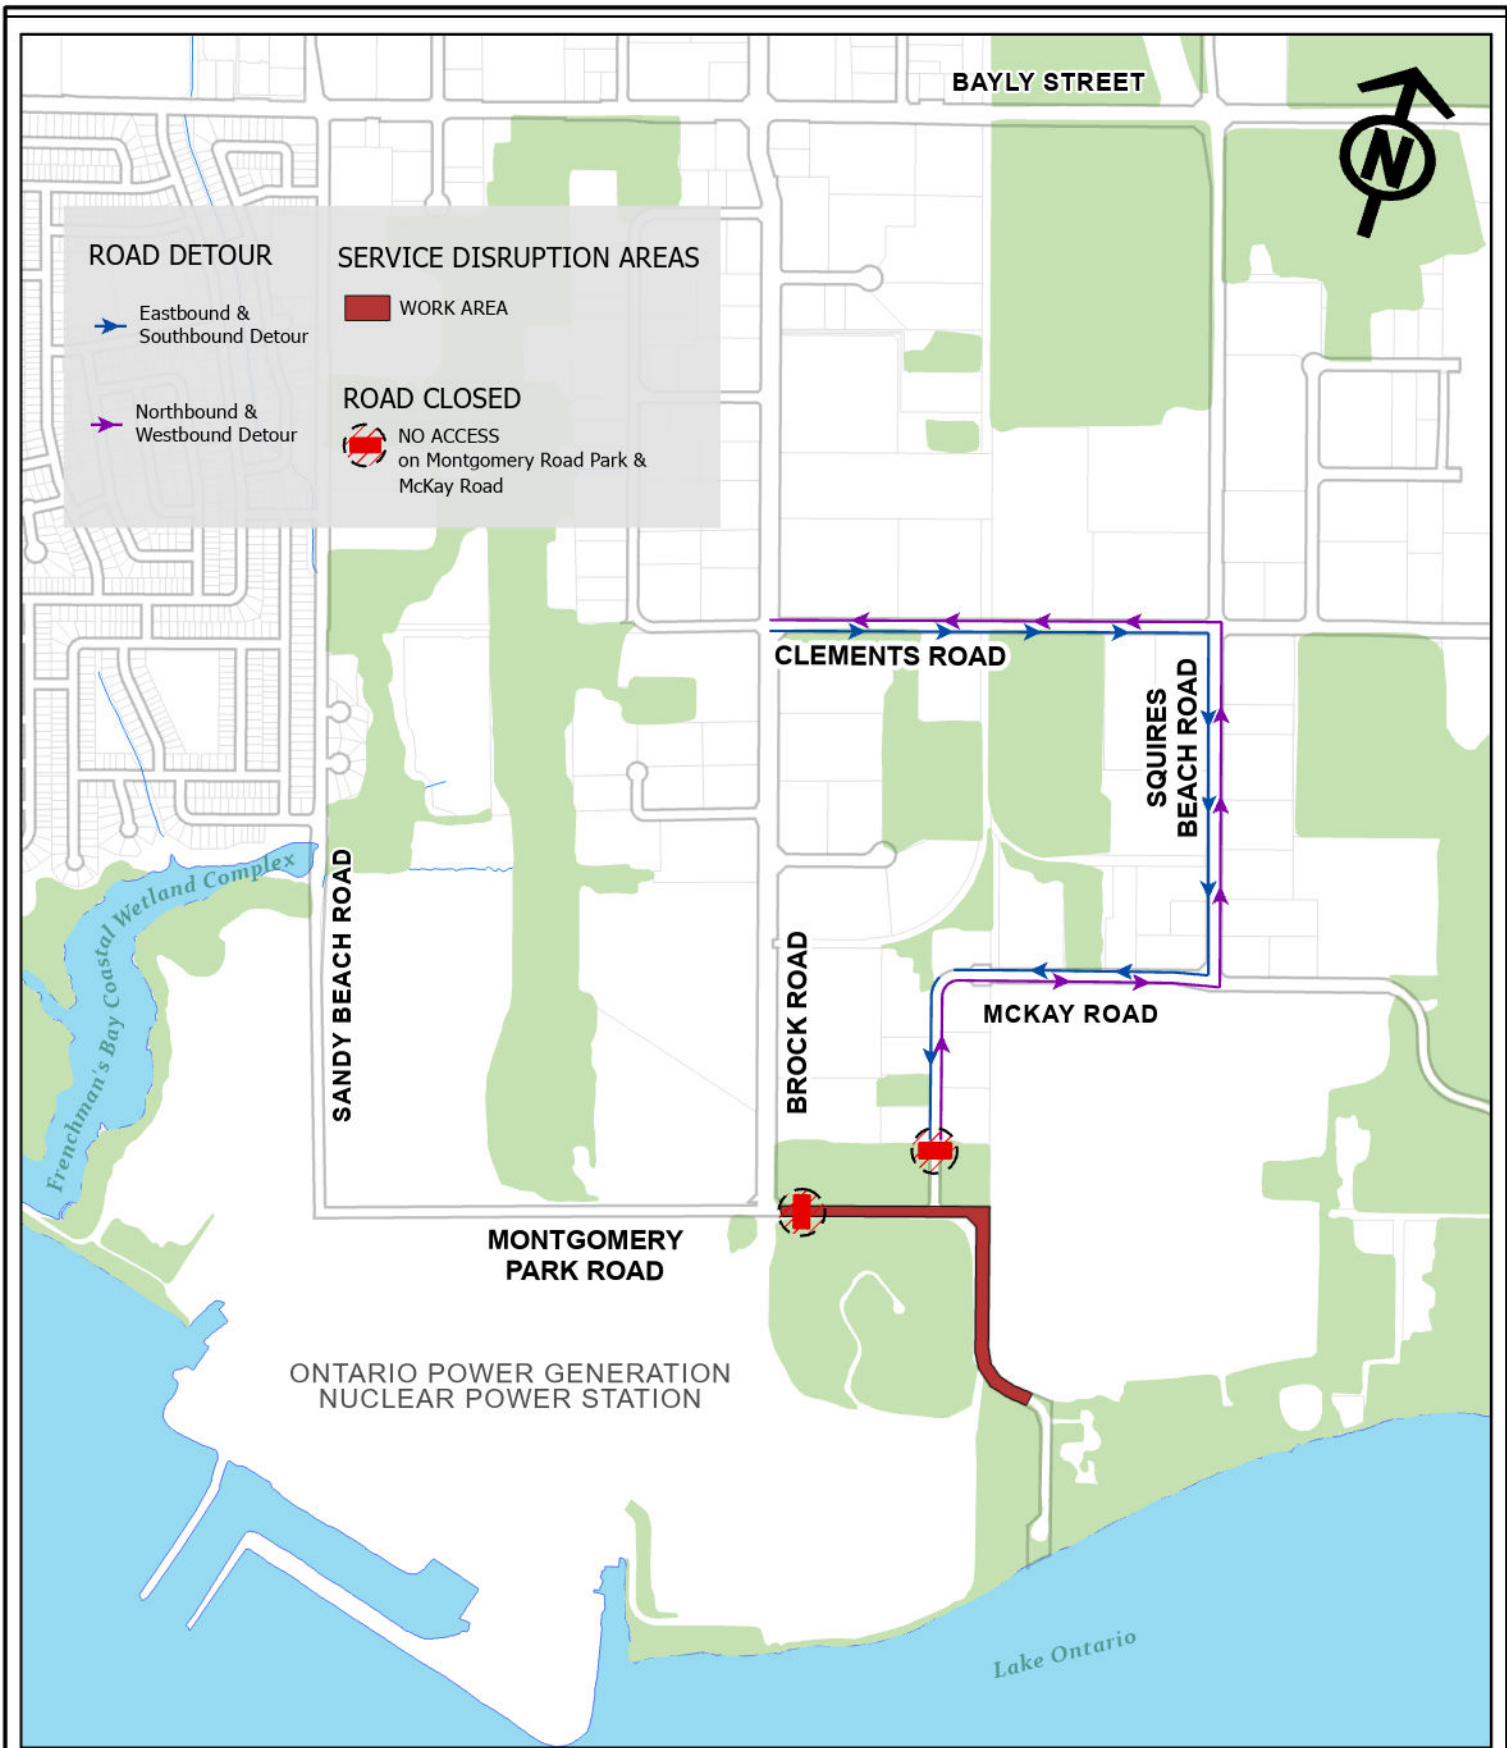 BAYLY STREET
N
ROAD DETOUR
Eastbound &
Southbound Detour
Northbound &
Westbound Detour
SERVICE DISRUPTION AREAS
WORK AREA
ROAD CLOSED
NO ACCESS
on Montgomery Road Park &
McKay Road
CLEMENTS ROAD
SQUIRES
BEACH ROAD
Frenchman's Bay Coastal Wetland Complex
SANDY BEACH ROAD
BROCK ROAD
MCKAY ROAD
MONTGOMERY
PARK ROAD
ONTARIO POWER GENERATION
NUCLEAR POWER STATION
Lake Ontario